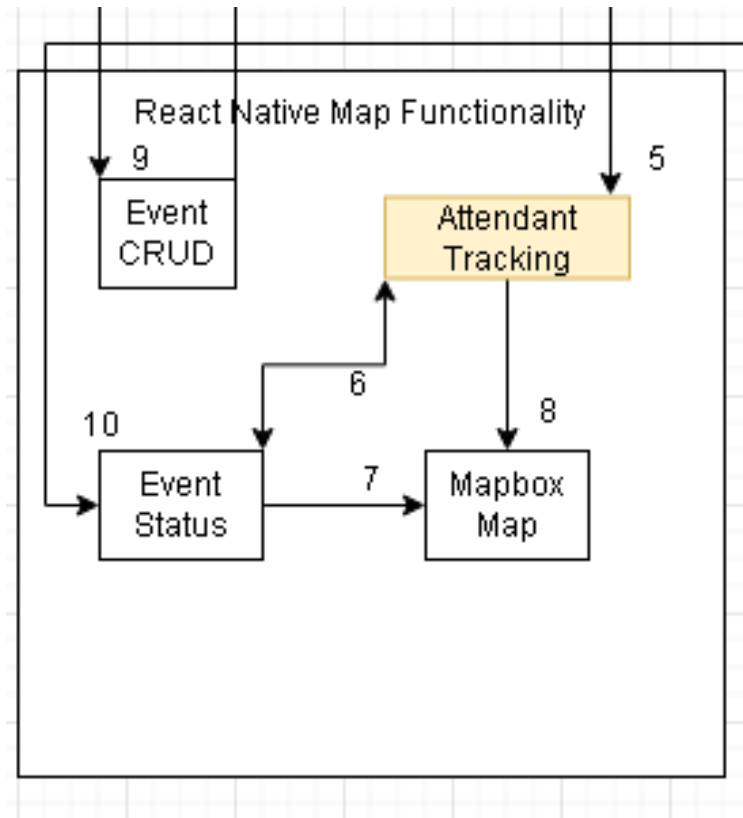 React Native Map Functionality
9
5
Event
CRUD
Attendant
Tracking
6
10
8
Event
Status
7
Mapbox
Map